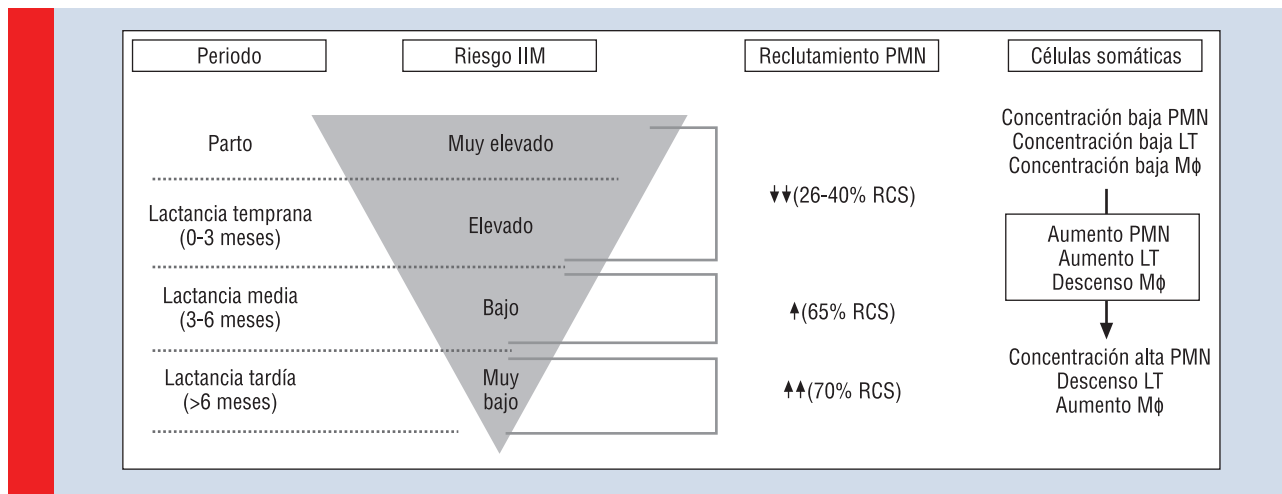 Periodo
Riesgo IIM
Reclutamiento PMN
Células somáticas
Parto
Muy elevado
Lactancia temprana
(0-3 meses)
Elevado
↓↓(26-40% RCS)
Lactancia media
(3-6 meses)
Bajo
↑(65% RCS)
Lactancia tardía
(>6 meses)
Muy
bajo
↑↑(70% RCS)
Concentración baja PMN
Concentración baja LT
Concentración baja Mϕ
Aumento PMN
Aumento LT
Descenso Mϕ
Concentración alta PMN
Descenso LT
Aumento Mϕ